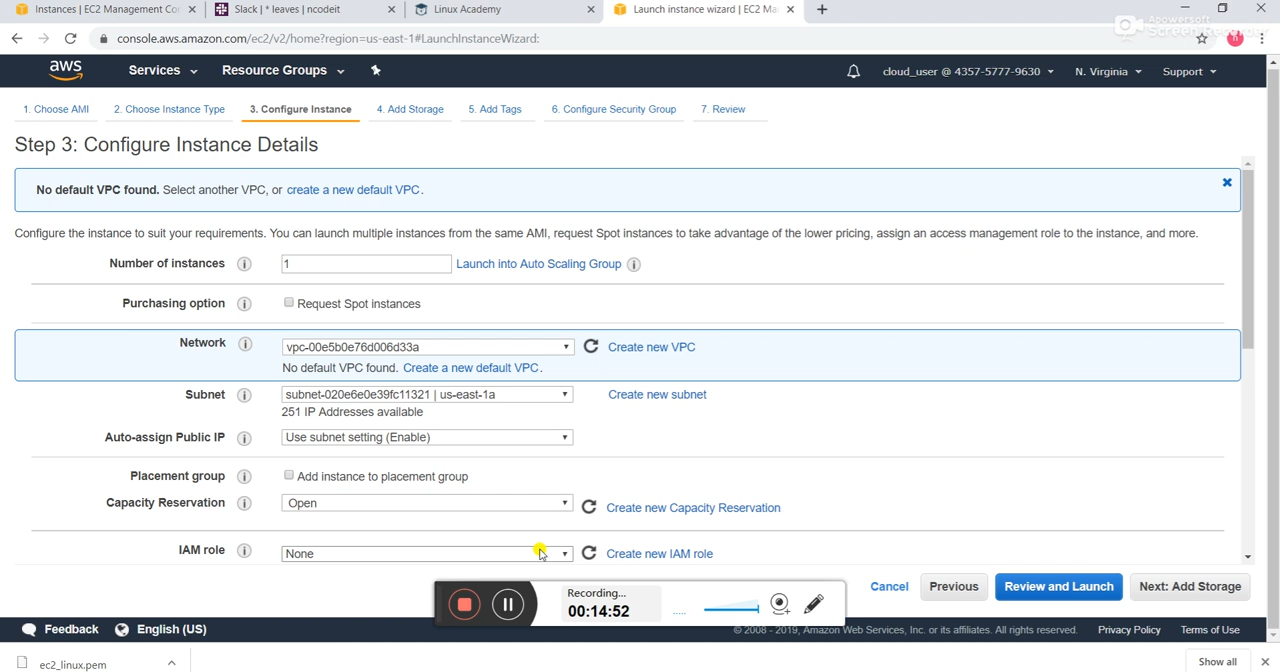 Instances | EC2 Management Co
Slack | * leaves | ncodeit
Linux Academy
Launch instance wizard | EC2 Ma
console.aws.amazon.com/ec2/v2/home?region=us-east-1#LaunchInstanceWizard:
Apowersoft
Screen Recorder
aws
Services
Resource Groups
cloud_user @ 4357-5777-9630
N. Virginia
Support
1. Choose AMI
2. Choose Instance Type
3. Configure Instance
4. Add Storage
5. Add Tags
6. Configure Security Group
7. Review
Step 3: Configure Instance Details
No default VPC found. Select another VPC, or create a new default VPC.
Configure the instance to suit your requirements. You can launch multiple instances from the same AMI, request Spot instances to take advantage of the lower pricing, assign an access management role to the instance, and more.
Number of instances
1
Launch into Auto Scaling Group
Purchasing option
Request Spot instances
Network
vpc-00e5b0e76d006d33a
Create new VPC
No default VPC found. Create a new default VPC.
Subnet
subnet-020e6e0e39fc11321 | us-east-1a
Create new subnet
251 IP Addresses available
Auto-assign Public IP
Use subnet setting (Enable)
Placement group
Add instance to placement group
Capacity Reservation
Open
Create new Capacity Reservation
IAM role
None
Create new IAM role
Cancel
Previous
Review and Launch
Next: Add Storage
Recording...
00:14:52
Feedback
English (US)
© 2008 - 2019, Amazon Web Services, Inc. or its affiliates. All rights reserved.
Privacy Policy
Terms of Use
ec2_linux.pem
Show all